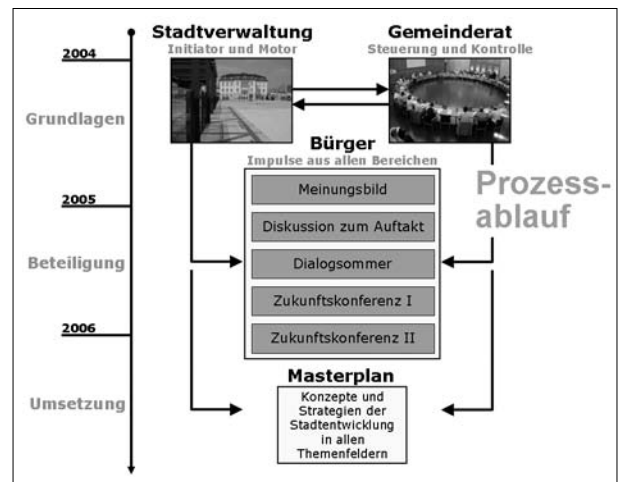 Stadtverwaltung
Initiator und Motor
Gemeinderat
Steuerung und Kontrolle
2004
Grundlagen
Bürger
Impulse aus allen Bereichen
Prozess-
ablauf
Meinungsbild
2005
Diskussion zum Auftakt
Beteiligung
Dialogsommer
Zukunftskonferenz I
2006
Zukunftskonferenz II
Masterplan
Umsetzung
Konzepte und
Strategien der
Stadtentwicklung
in allen
Themenfeldern